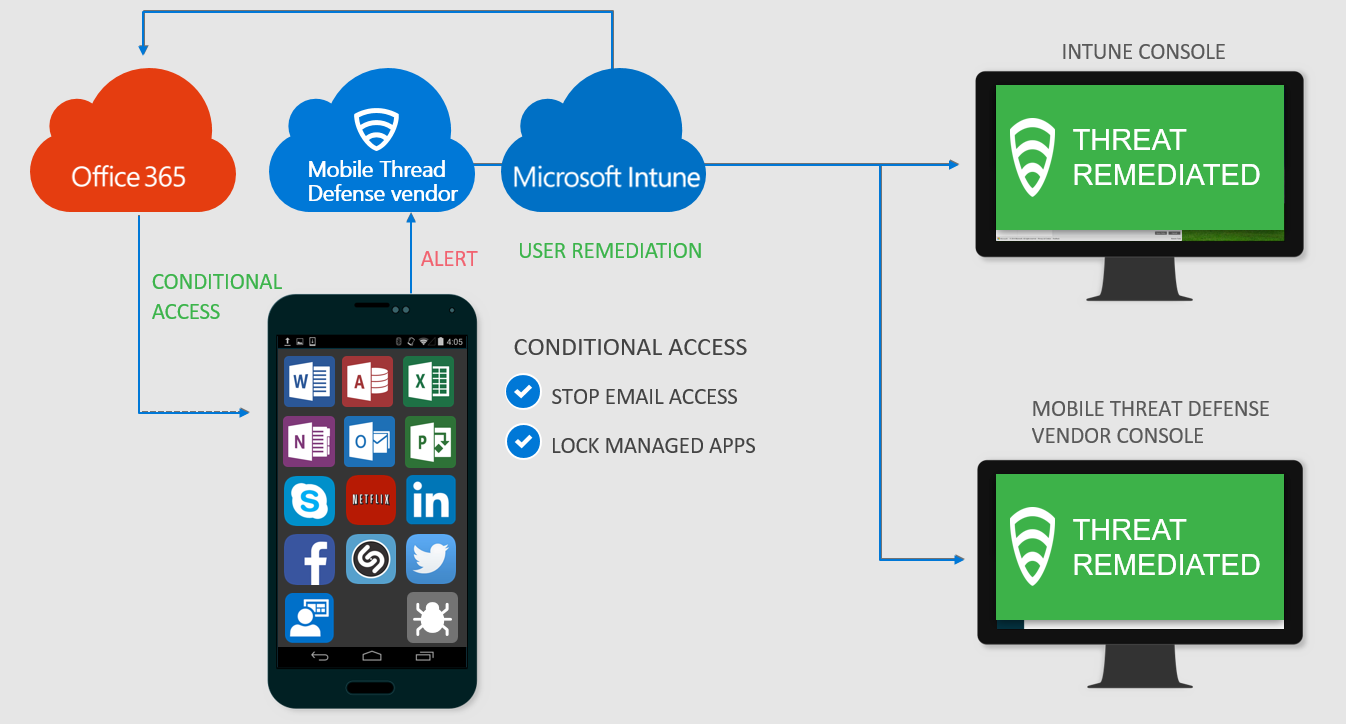 INTUNE CONSOLE
THREAT
REMEDIATED
Office 365
Mobile Thread
Defense vendor
Microsoft Intune
ALERT
USER REMEDIATION
CONDITIONAL
ACCESS
4:05
W
A
X
N
O
P
S
NETFLIX
in
f
CONDITIONAL ACCESS
STOP EMAIL ACCESS
LOCK MANAGED APPS
MOBILE THREAT DEFENSE
VENDOR CONSOLE
THREAT
REMEDIATED